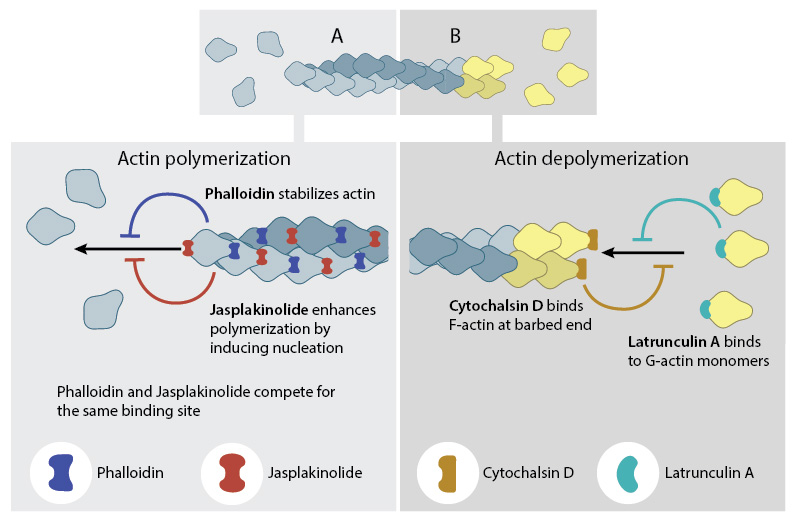 A
B
Actin polymerization
Phalloidin stabilizes actin
Jasplakinolide enhances
polymerization by
inducing nucleation
Phalloidin and Jasplakinolide compete for
the same binding site
Phalloidin
Jasplakinolide
Actin depolymerization
Cytochalsin D binds
F-actin at barbed end
Latrunculin A binds
to G-actin monomers
Cytochalsin D
Latrunculin A